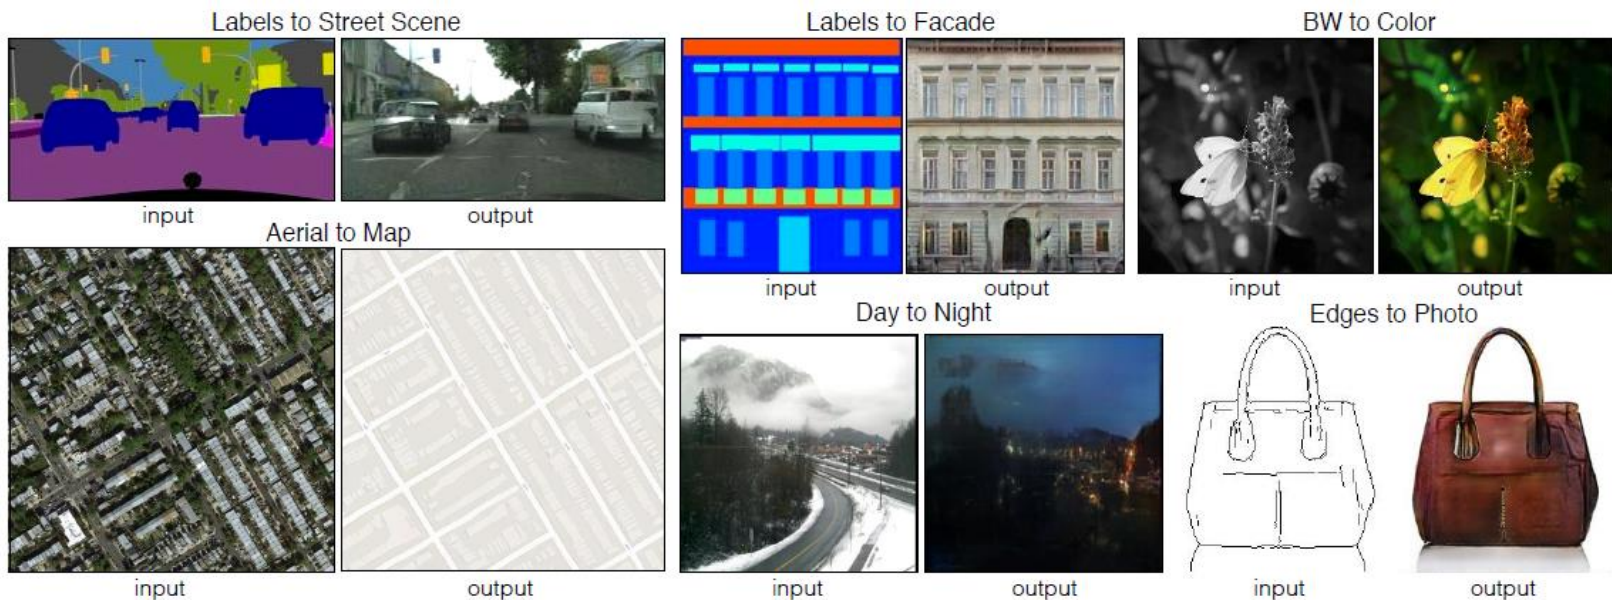 Labels to Street Scene
input
output
Aerial to Map
input
output
Labels to Facade
input
output
BW to Color
input
output
Day to Night
input
output
Edges to Photo
input
output